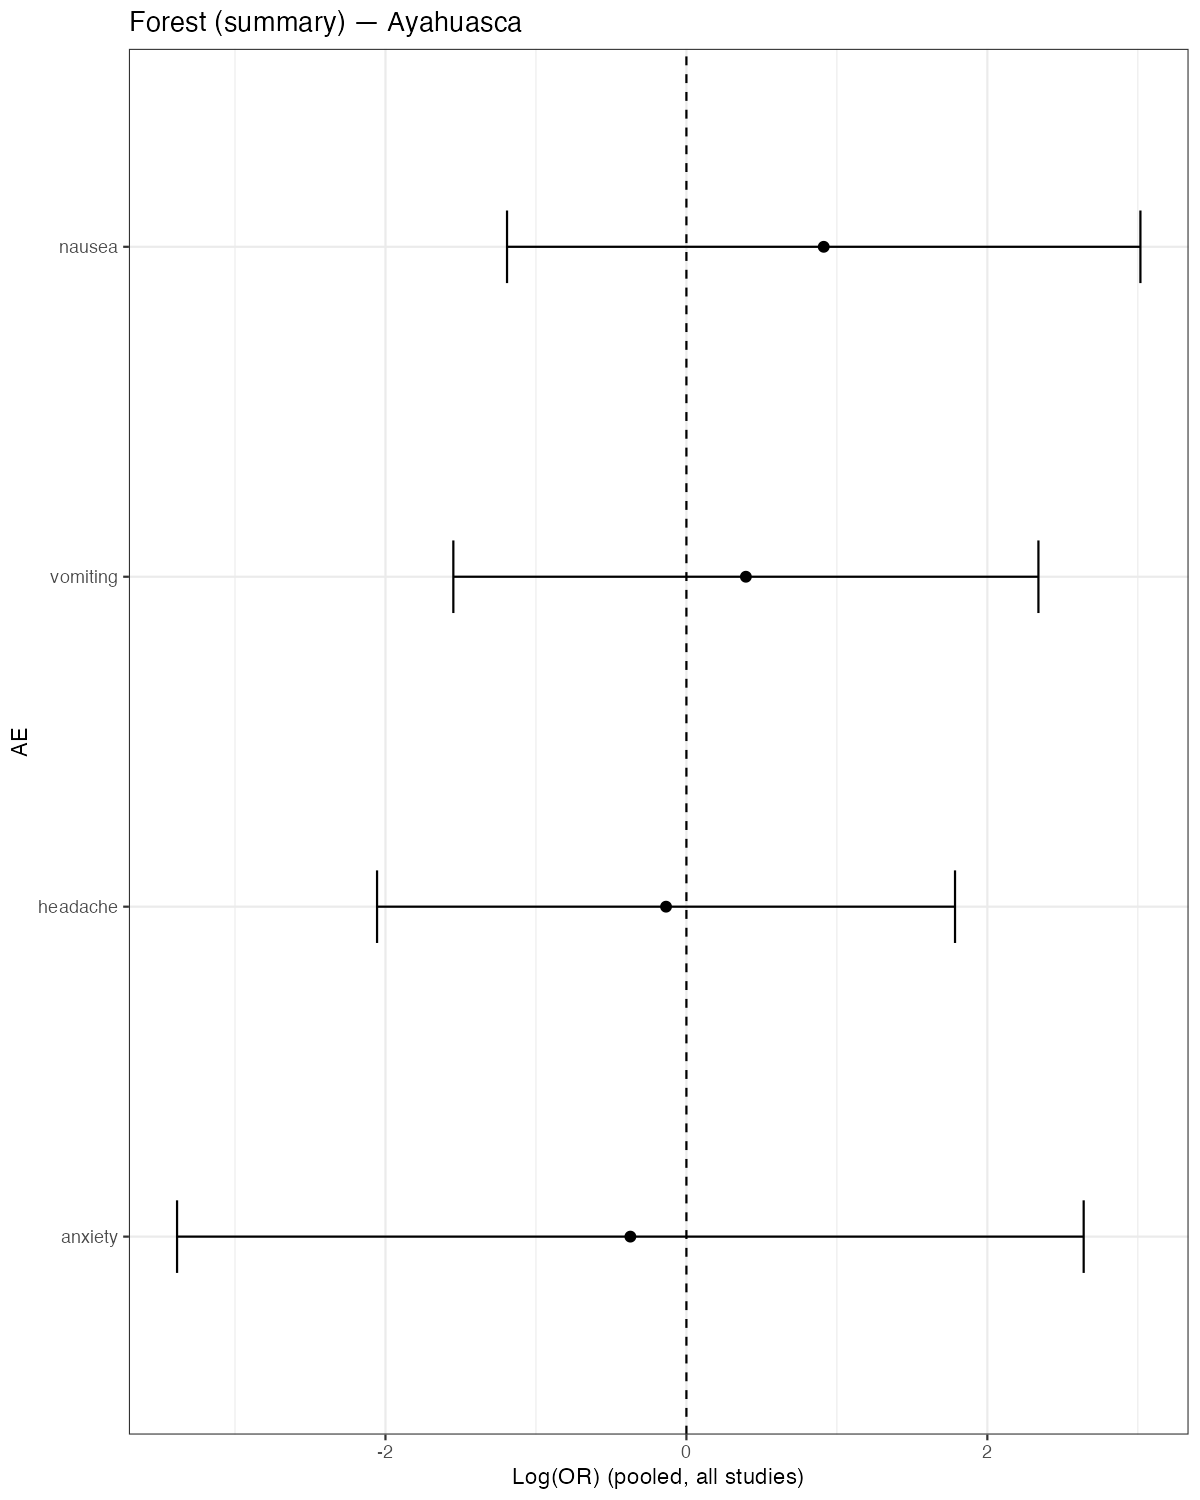 Forest (summary) — Ayahuasca
nausea
vomiting
AE
headache
anxiety
-2 0 2
Log(OR) (pooled, all studies)